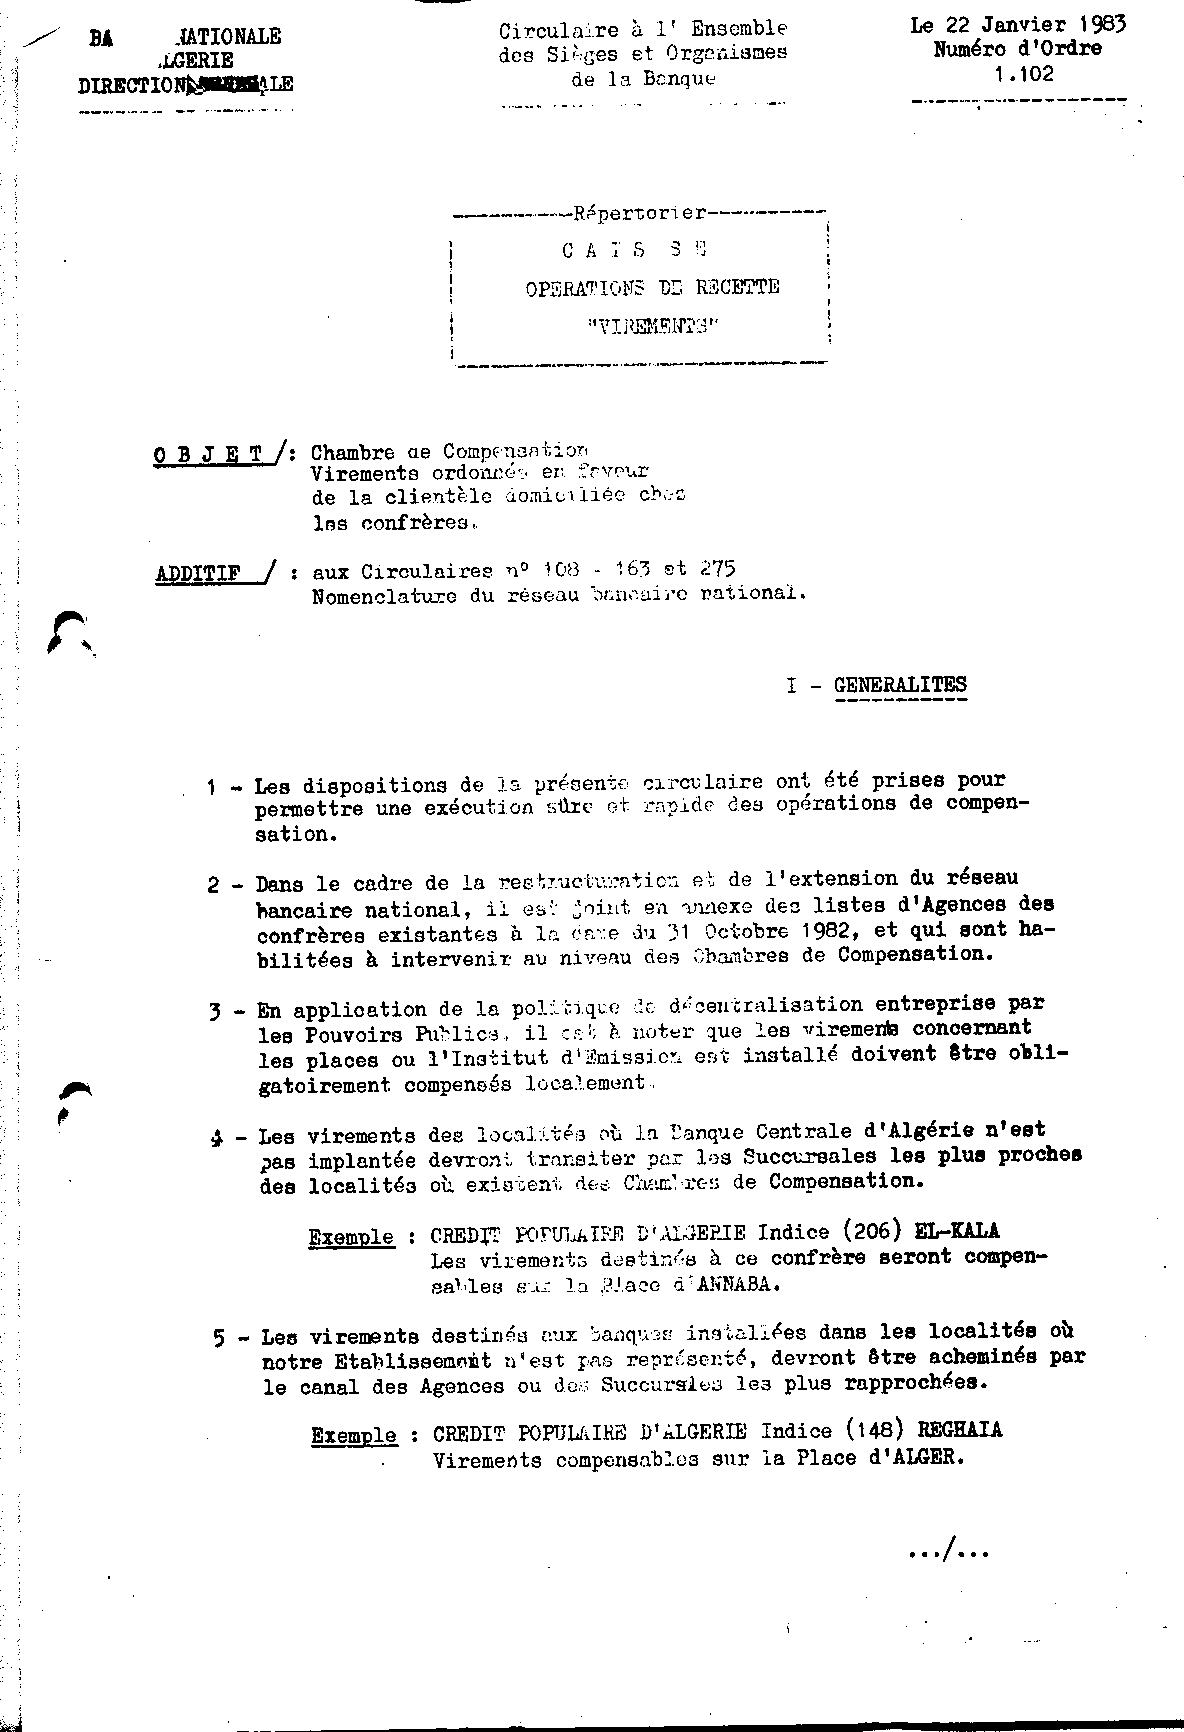 BA NATIONALE
ALGERIE
DIRECTION ALE
Circulaire à l'Ensemble
des Sièges et Organismes
de la Banque
Le 22 Janvier 1983
Numéro d'Ordre
1.102
Répertorier
C A I S S E
OPERATIONS DE RECETTE
"VIREMENTS"
O B J E T /: Chambre de Compensation
Virements ordonnés en faveur
de la clientèle domiciliée chez
les confrères.
ADDITIF / : aux Circulaires n° 108 - 163 et 275
Nomenclature du réseau bancaire national.
I - GENERALITES
1 - Les dispositions de la présente circulaire ont été prises pour
permettre une exécution sûre et rapide des opérations de compen-
sation.
2 - Dans le cadre de la restructuration et de l'extension du réseau
bancaire national, il est joint en annexe des listes d'Agences des
confrères existantes à la date du 31 Octobre 1982, et qui sont ha-
bilitées à intervenir au niveau des Chambres de Compensation.
3 - En application de la politique de décentralisation entreprise par
les Pouvoirs Publics, il est à noter que les virements concernant
les places ou l'Institut d'Emission est installé doivent être obli-
gatoirement compensés localement.
4 - Les virements des localités où la Banque Centrale d'Algérie n'est
pas implantée devront transiter par les Succursales les plus proches
des localités où existent des Chambres de Compensation.
Exemple : CREDIT POPULAIRE D'ALGERIE Indice (206) EL-KALA
Les virements destinés à ce confrère seront compen-
sables sur la Place d'ANNABA.
5 - Les virements destinés aux banques installées dans les localités où
notre Etablissement n'est pas représenté, devront être acheminés par
le canal des Agences ou des Succursales les plus rapprochées.
Exemple : CREDIT POPULAIRE D'ALGERIE Indice (148) REGHAIA
Virements compensables sur la Place d'ALGER.
.../...